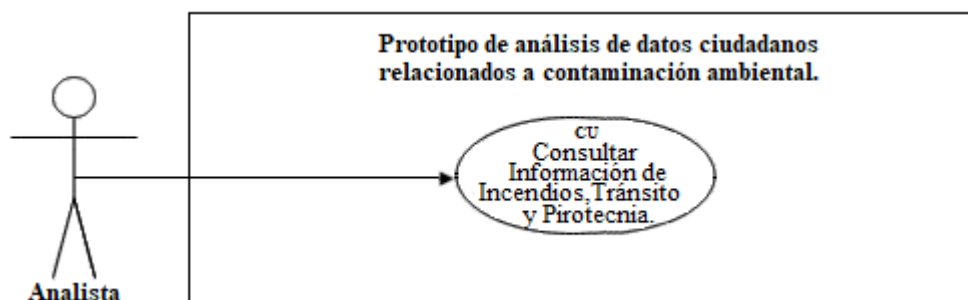 Prototipo de análisis de datos ciudadanos
relacionados a contaminación ambiental.
CU
Consultar
Información de
Incendios,Tránsito
y Pirotecnia.
Analista